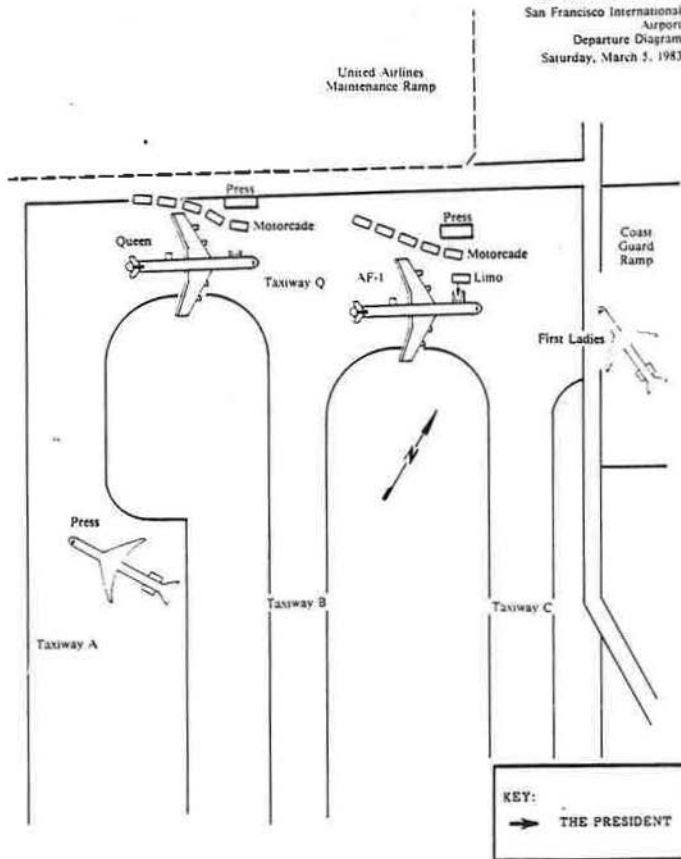 San Francisco International
Airport
Departure Diagram
Saturday, March 5, 1983
United Airlines
Maintenance Ramp
Press
Motorcade
Queen
Taxiway Q
Press
Motorcade
AF-1
Limo
Coast
Guard
Ramp
First Ladies
N
Press
Taxiway B
Taxiway C
Taxiway A
KEY:
THE PRESIDENT